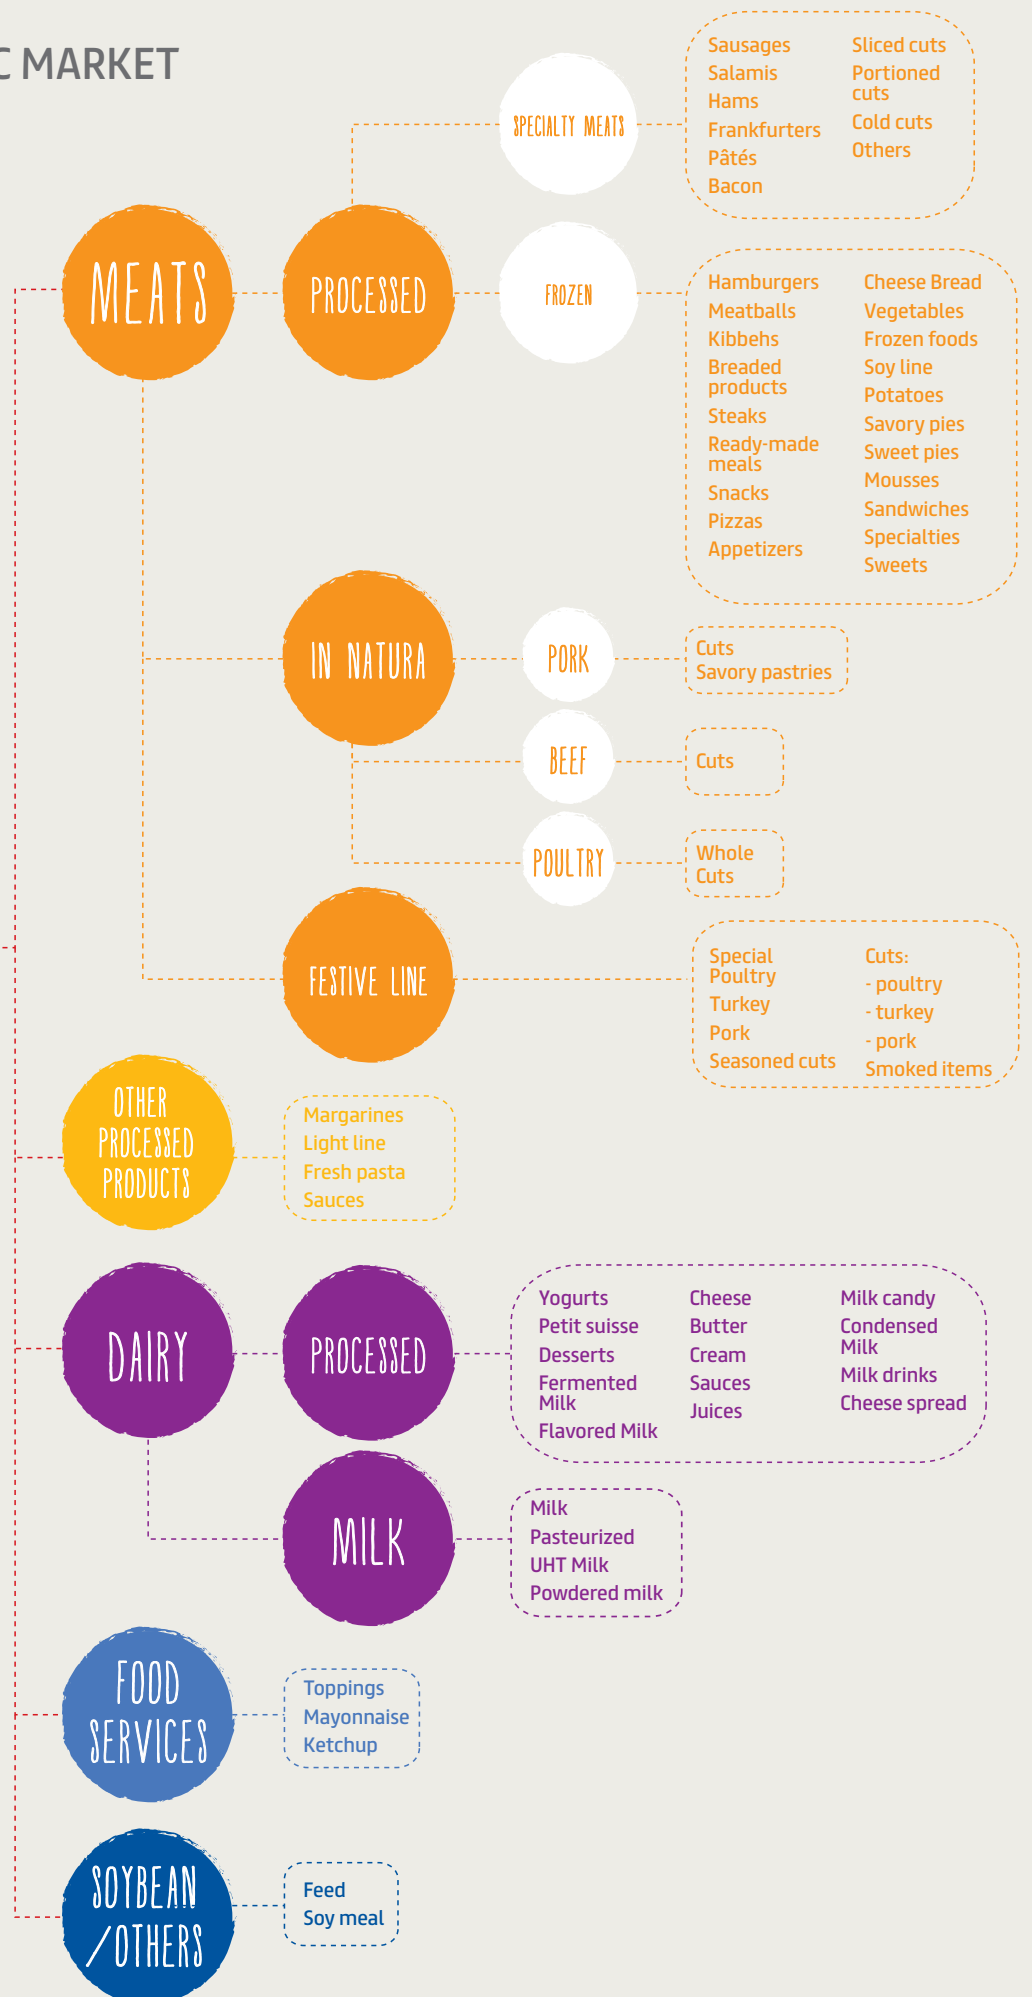 C MARKET
SPECIALTY MEATS
Sausages
Salamis
Hams
Frankfurters
Pâtés
Bacon
Sliced cuts
Portioned
cuts
Cold cuts
Others
MEATS
PROCESSED
FROZEN
Hamburgers
Meatballs
Kibbehs
Breaded
products
Steaks
Ready-made
meals
Snacks
Pizzas
Appetizers
Cheese Bread
Vegetables
Frozen foods
Soy line
Potatoes
Savory pies
Sweet pies
Mousses
Sandwiches
Specialties
Sweets
IN NATURA
PORK
Cuts
Savory pastries
BEEF
Cuts
POULTRY
Whole
Cuts
FESTIVE LINE
Special
Poultry
Turkey
Pork
Seasoned cuts
Cuts:
- poultry
- turkey
- pork
Smoked items
OTHER
PROCESSED
PRODUCTS
Margarines
Light line
Fresh pasta
Sauces
DAIRY
PROCESSED
Yogurts
Petit suisse
Desserts
Fermented
Milk
Flavored Milk
Cheese
Butter
Cream
Sauces
Juices
Milk candy
Condensed
Milk
Milk drinks
Cheese spread
MILK
Milk
Pasteurized
UHT Milk
Powdered milk
FOOD
SERVICES
Toppings
Mayonnaise
Ketchup
SOYBEAN
/OTHERS
Feed
Soy meal